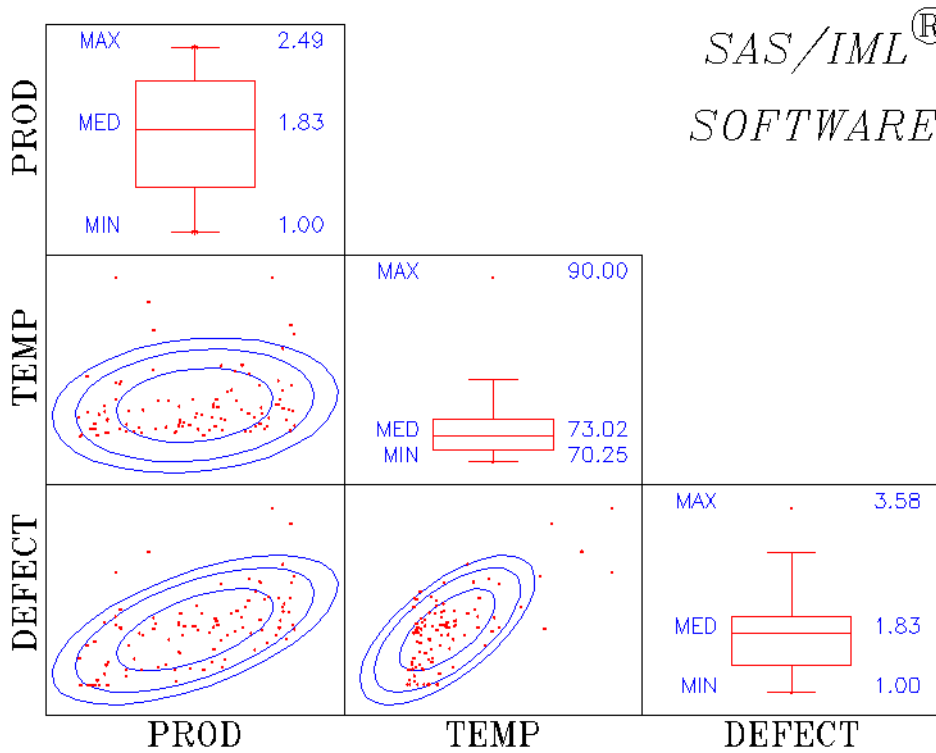 SAS/IML®
SOFTWARE
PROD
MAX 2.49
MED 1.83
MIN 1.00
TEMP
MAX 90.00
MED 73.02
MIN 70.25
DEFECT
MAX 3.58
MED 1.83
MIN 1.00
PROD TEMP DEFECT